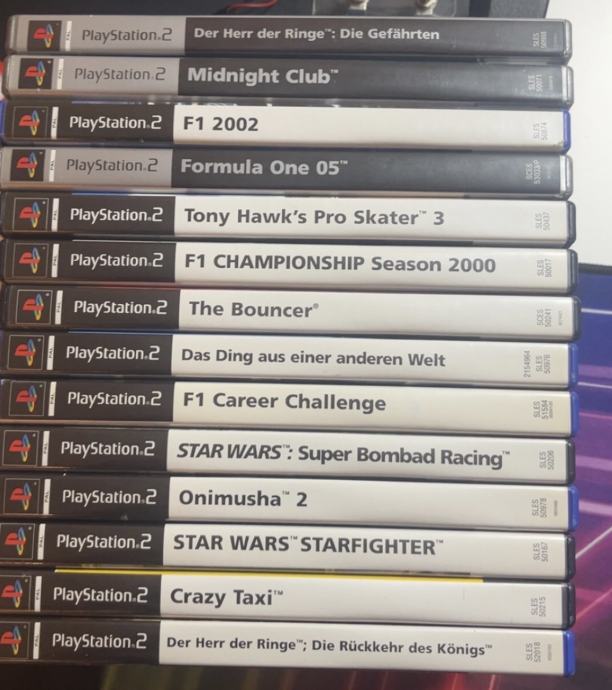 PlayStation.2 Der Herr der Ringe™: Die Gefährten
PlayStation.2 Midnight Club™
PlayStation.2 F1 2002
PlayStation.2 Formula One 05™
PlayStation.2 Tony Hawk's Pro Skater™ 3
PlayStation.2 F1 CHAMPIONSHIP Season 2000
PlayStation.2 The Bouncer®
PlayStation.2 Das Ding aus einer anderen Welt
PlayStation.2 F1 Career Challenge
PlayStation.2 STAR WARS™: Super Bombad Racing™
PlayStation.2 Onimusha™ 2
PlayStation.2 STAR WARS™ STARFIGHTER™
PlayStation.2 Crazy Taxi™
PlayStation.2 Der Herr der Ringe™; Die Rückkehr des Königs™